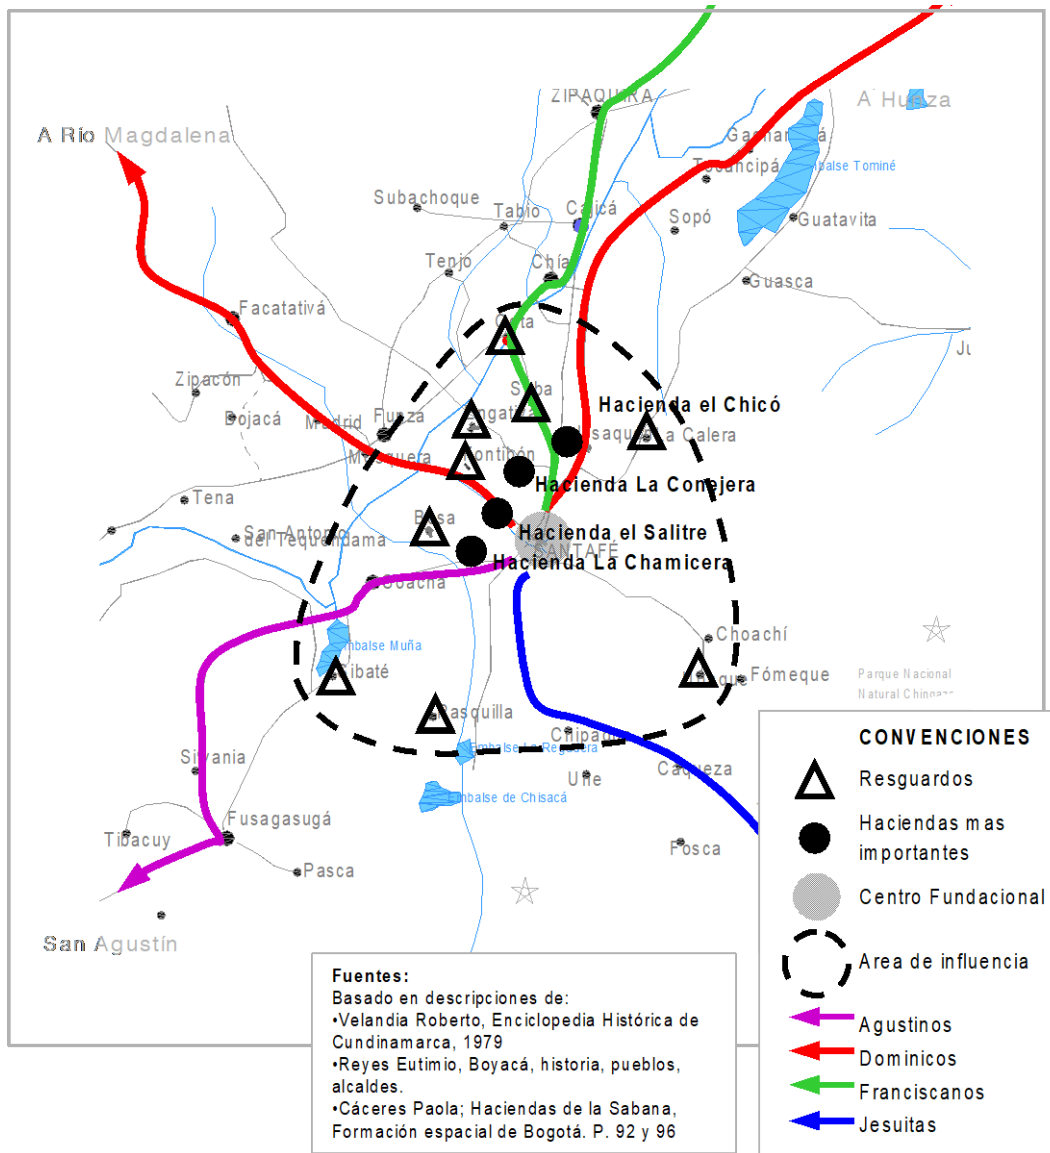 ZIPAQUIRA
A Hunza
A Río Magdalena
Tocancipá
Embalse Tominé
Subachoque
Tabio
Cajicá
Sopó
Guatavita
Tenjo
Chía
Guasca
Facatativá
Cota
Zipacón
Suba
Hacienda el Chicó
Bojacá
Madrid
Funza
Engativá
Usaquén
La Calera
Mosquera
Fontibón
Hacienda La Conejera
Tena
Bosa
San Antonio
del Tequendama
Hacienda el Salitre
SANTAFÉ
Hacienda La Chamicera
Soacha
Choachí
Embalse Muña
Sibaté
Fómeque
Parque Nacional
Natural Chingaza
Pasquilla
Embalse La Regadera
Silvania
Une
Caqueza
Embalse de Chisacá
Fusagasugá
Tibacuy
Fosca
Pasca
San Agustín
CONVENCIONES
Resguardos
Haciendas mas
importantes
Centro Fundacional
Area de influencia
Agustinos
Dominicos
Franciscanos
Jesuitas
Fuentes:
Basado en descripciones de:
•Velandia Roberto, Enciclopedia Histórica de
Cundinamarca, 1979
•Reyes Eutimio, Boyacá, historia, pueblos,
alcaldes.
•Cáceres Paola; Haciendas de la Sabana,
Formación espacial de Bogotá. P. 92 y 96